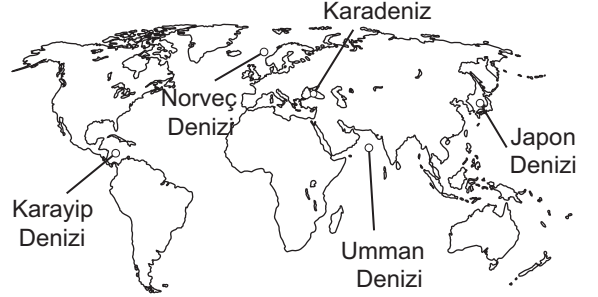 Karadeniz
Norveç
Denizi
Japon
Denizi
Karayip
Denizi
Umman
Denizi